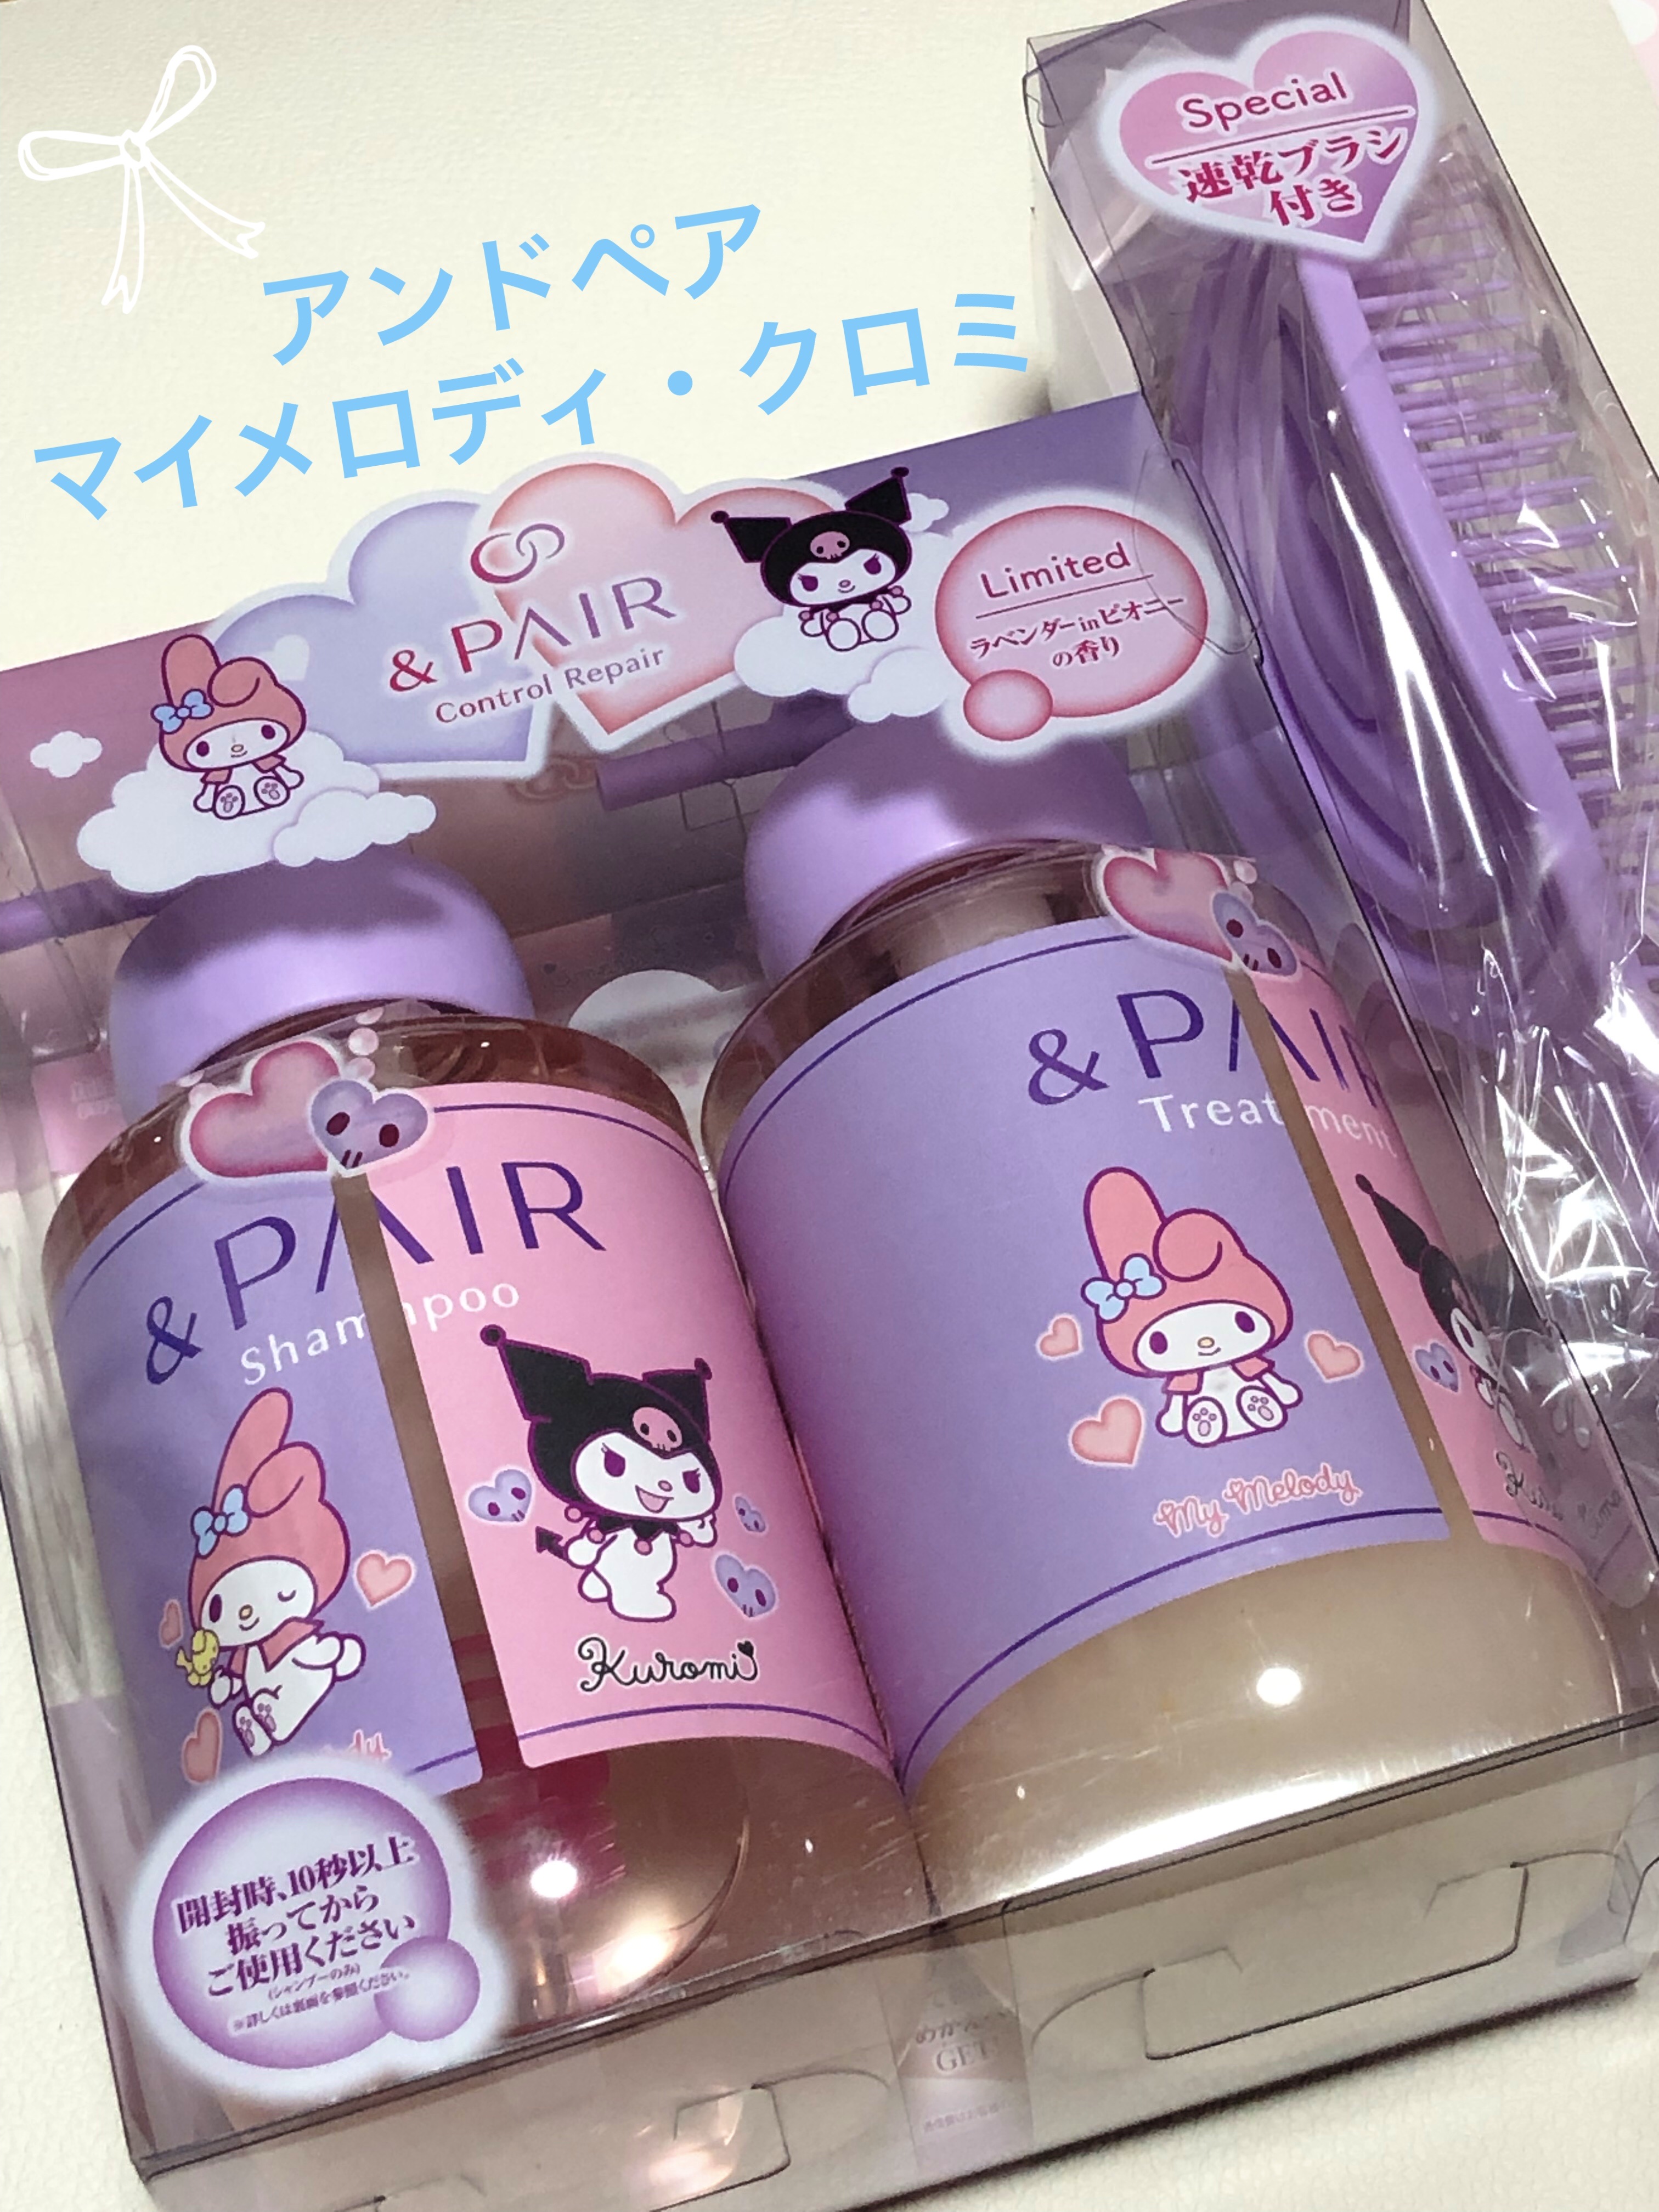 Special
速乾ブラシ
付き
アンドペア
マイメロディ・クロミ
& PAIR
Control Repair
Limited
ラベンダーinピオニー
の香り
& PAIR
Shampoo
Kuromi
& PAIR
Treatment
My Melody
開封時、10秒以上
振ってから
ご使用ください
(シャンプーのみ)
※詳しくは裏面を参照ください。
GET